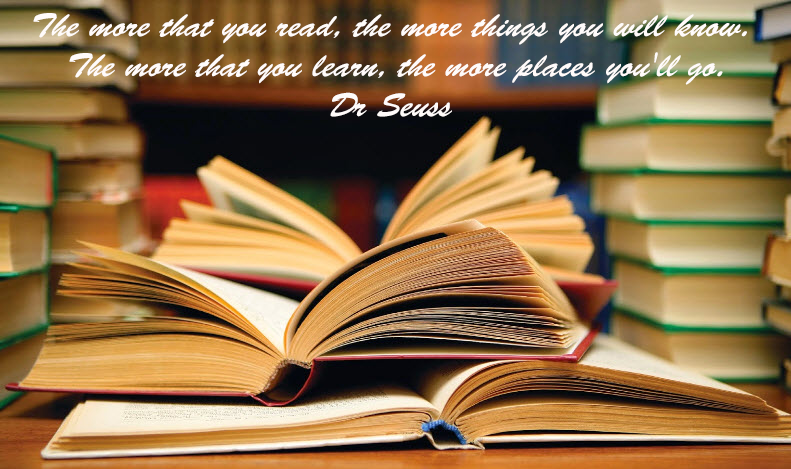 The more that you read, the more things you will know.
The more that you learn, the more places you'll go.
Dr Seuss